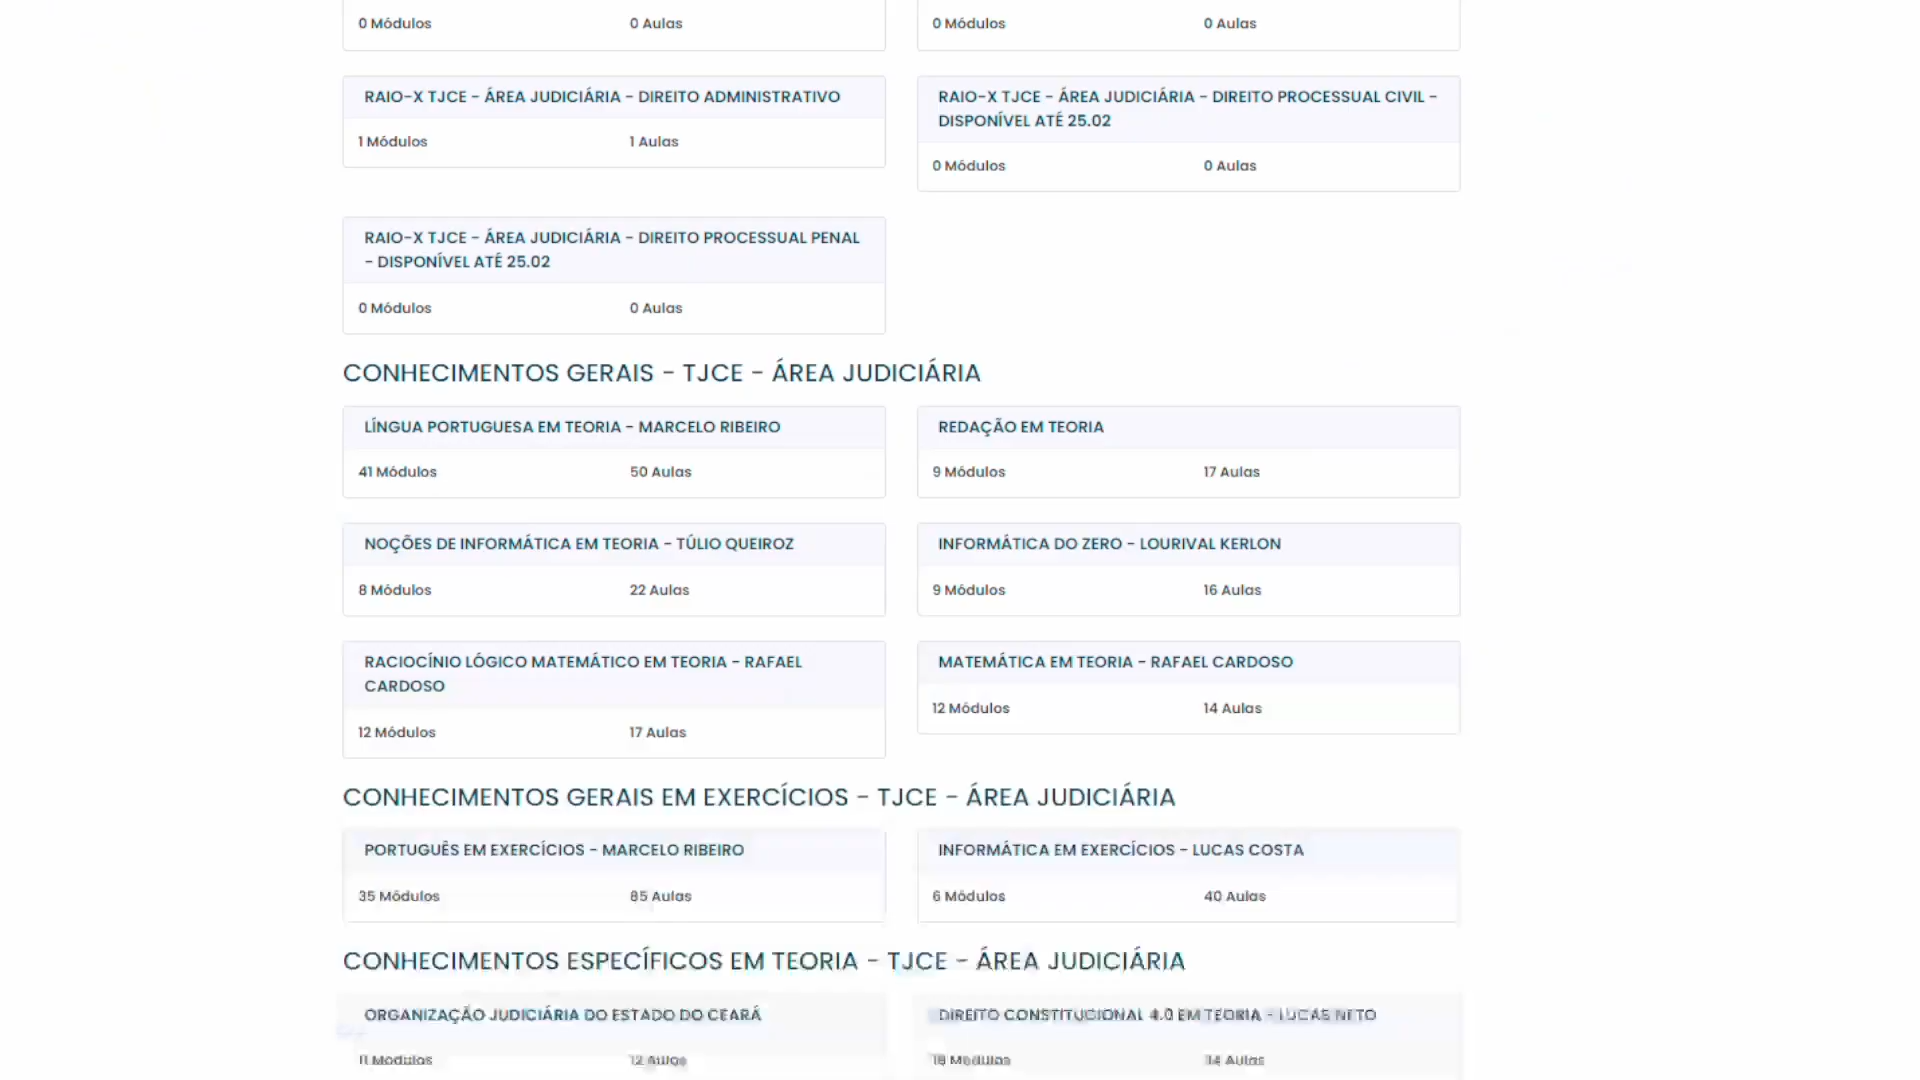 0 Módulos 0 Aulas
0 Módulos 0 Aulas
RAIO-X TJCE - ÁREA JUDICIÁRIA - DIREITO ADMINISTRATIVO
1 Módulos 1 Aulas
RAIO-X TJCE - ÁREA JUDICIÁRIA - DIREITO PROCESSUAL CIVIL -
DISPONÍVEL ATÉ 25.02
0 Módulos 0 Aulas
RAIO-X TJCE - ÁREA JUDICIÁRIA - DIREITO PROCESSUAL PENAL
- DISPONÍVEL ATÉ 25.02
0 Módulos 0 Aulas
CONHECIMENTOS GERAIS - TJCE - ÁREA JUDICIÁRIA
LÍNGUA PORTUGUESA EM TEORIA - MARCELO RIBEIRO
41 Módulos 50 Aulas
REDAÇÃO EM TEORIA
9 Módulos 17 Aulas
NOÇÕES DE INFORMÁTICA EM TEORIA - TÚLIO QUEIROZ
8 Módulos 22 Aulas
INFORMÁTICA DO ZERO - LOURIVAL KERLON
9 Módulos 16 Aulas
RACIOCÍNIO LÓGICO MATEMÁTICO EM TEORIA - RAFAEL
CARDOSO
12 Módulos 17 Aulas
MATEMÁTICA EM TEORIA - RAFAEL CARDOSO
12 Módulos 14 Aulas
CONHECIMENTOS GERAIS EM EXERCÍCIOS - TJCE - ÁREA JUDICIÁRIA
PORTUGUÊS EM EXERCÍCIOS - MARCELO RIBEIRO
35 Módulos 85 Aulas
INFORMÁTICA EM EXERCÍCIOS - LUCAS COSTA
6 Módulos 40 Aulas
CONHECIMENTOS ESPECÍFICOS EM TEORIA - TJCE - ÁREA JUDICIÁRIA
ORGANIZAÇÃO JUDICIÁRIA DO ESTADO DO CEARÁ
11 Módulos 12 Aulas
DIREITO CONSTITUCIONAL 4.0 EM TEORIA - LUCAS NETO
Módulos Aulas